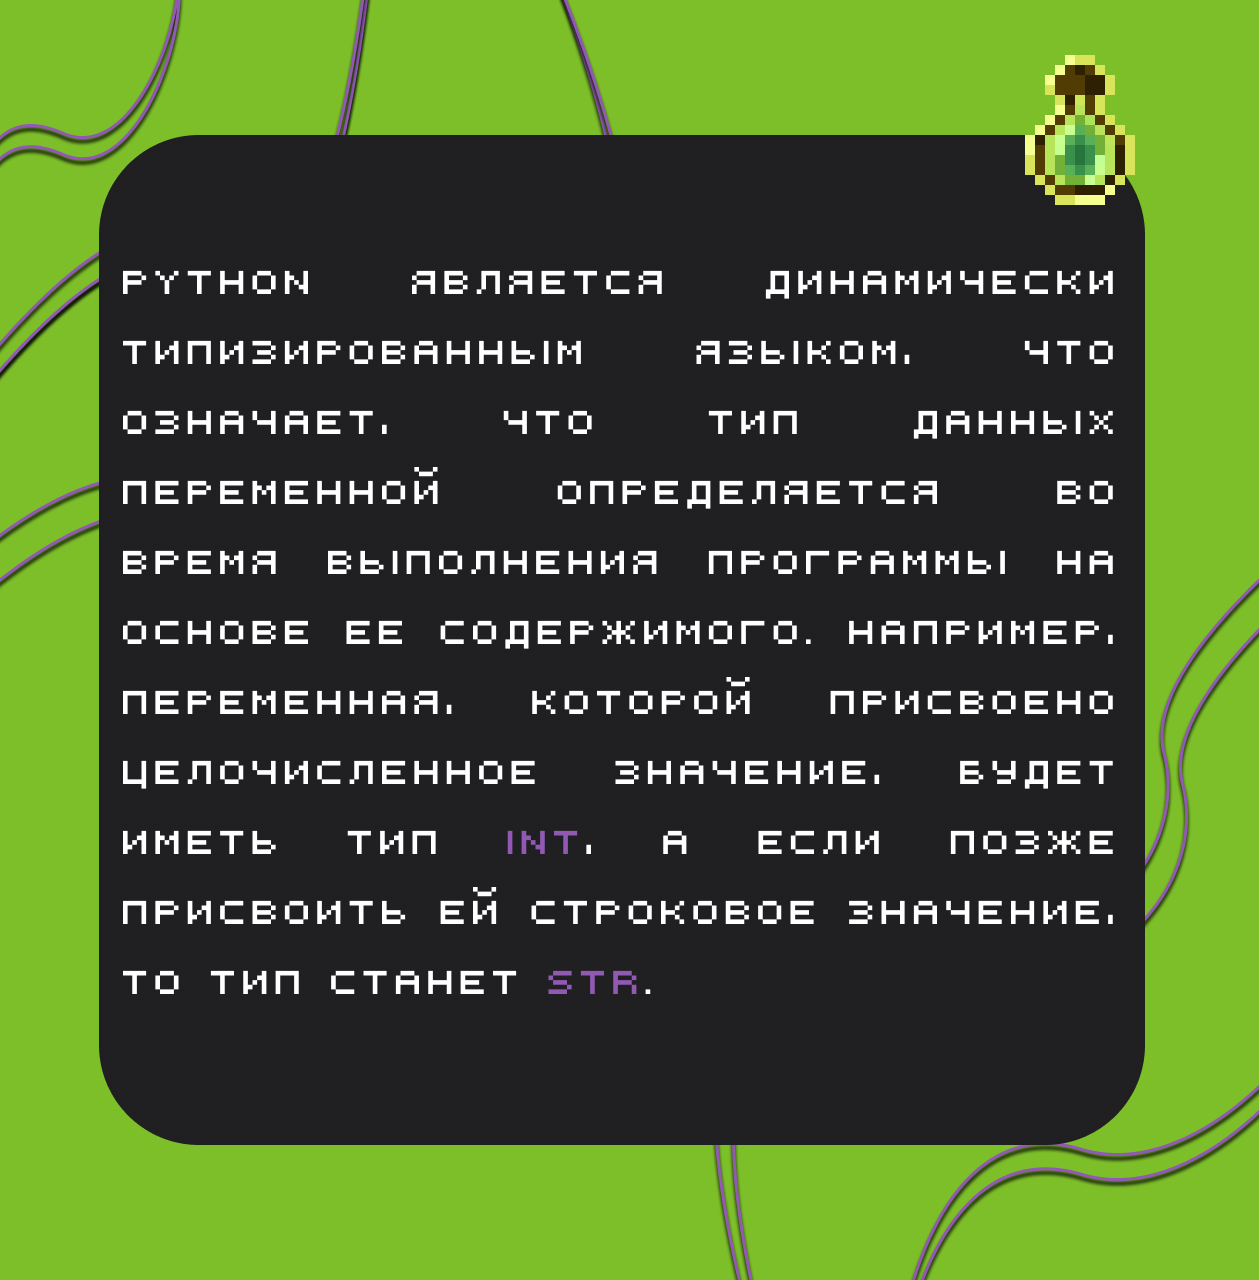 PYTHON ЯВЛЯЕТСЯ ДИНАМИЧЕСКИ
ТИПИЗИРОВАННЫМ ЯЗЫКОМ, ЧТО
ОЗНАЧАЕТ, ЧТО ТИП ДАННЫХ
ПЕРЕМЕННОЙ ОПРЕДЕЛЯЕТСЯ ВО
ВРЕМЯ ВЫПОЛНЕНИЯ ПРОГРАММЫ НА
ОСНОВЕ ЕЕ СОДЕРЖИМОГО. НАПРИМЕР,
ПЕРЕМЕННАЯ, КОТОРОЙ ПРИСВОЕНО
ЦЕЛОЧИСЛЕННОЕ ЗНАЧЕНИЕ, БУДЕТ
ИМЕТЬ ТИП INT, А ЕСЛИ ПОЗЖЕ
ПРИСВОИТЬ ЕЙ СТРОКОВОЕ ЗНАЧЕНИЕ,
ТО ТИП СТАНЕТ STR.